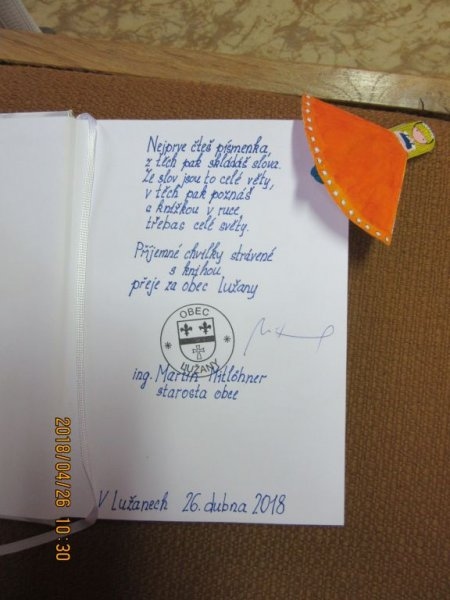 Nejprve čteš písmenka,
z těch pak skládáš slova.
Ze slov jsou to celé věty,
v těch pak poznáš
s knížkou v ruce
třebas celé světy.
Příjemné chvilky strávené
s knihou
přeje za obec Lužany
OBEC
LUŽANY
ing. Martin Hitlöhner
starosta obce
V Lužanech 26. dubna 2018
2018/04/26 10:30